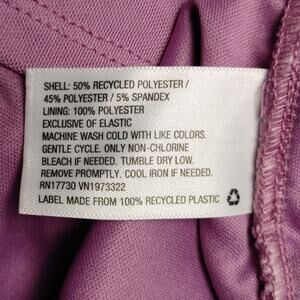 SHELL: 50% RECYCLED POLYESTER /
45% POLYESTER / 5% SPANDEX
LINING: 100% POLYESTER
EXCLUSIVE OF ELASTIC
MACHINE WASH COLD WITH LIKE COLORS.
GENTLE CYCLE. ONLY NON-CHLORINE
BLEACH IF NEEDED. TUMBLE DRY LOW.
REMOVE PROMPTLY. COOL IRON IF NEEDED.
RN17730 VN1973322
LABEL MADE FROM 100% RECYCLED PLASTIC